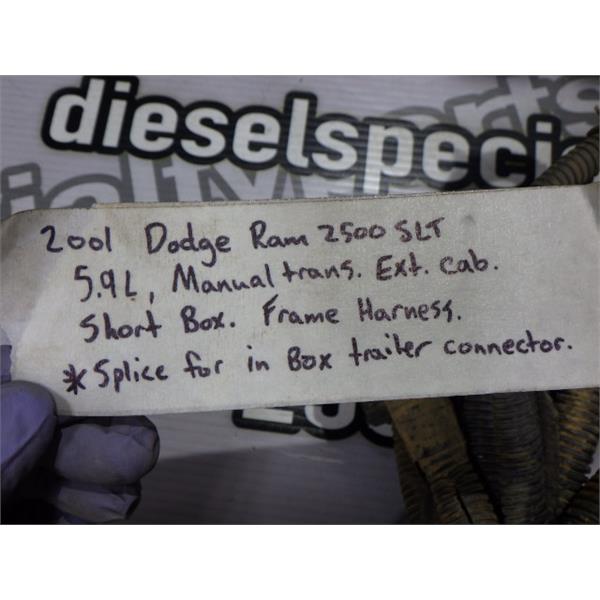 dieselspeci
2001 Dodge Ram 2500 SLT
5.9L, Manual trans. Ext. cab.
Short Box. Frame Harness.
*Splice for in Box trailer connector.